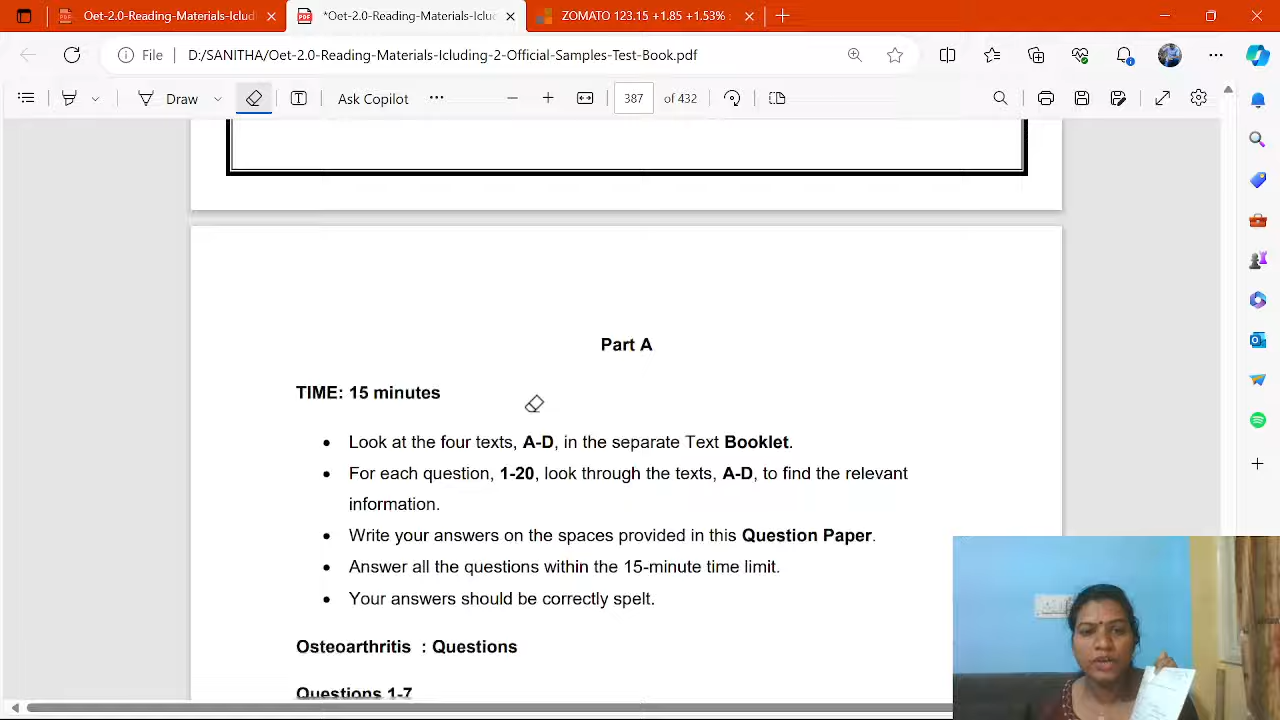 Oet-2.0-Reading-Materials-Icludi
*Oet-2.0-Reading-Materials-Iclu
ZOMATO 123.15 +1.85 +1.53%
File
D:/SANITHA/Oet-2.0-Reading-Materials-Icluding-2-Official-Samples-Test-Book.pdf
Draw
Ask Copilot
387 of 432
Part A
TIME: 15 minutes
• Look at the four texts, A-D, in the separate Text Booklet.
• For each question, 1-20, look through the texts, A-D, to find the relevant
information.
• Write your answers on the spaces provided in this Question Paper.
• Answer all the questions within the 15-minute time limit.
• Your answers should be correctly spelt.
Osteoarthritis : Questions
Questions 1-7